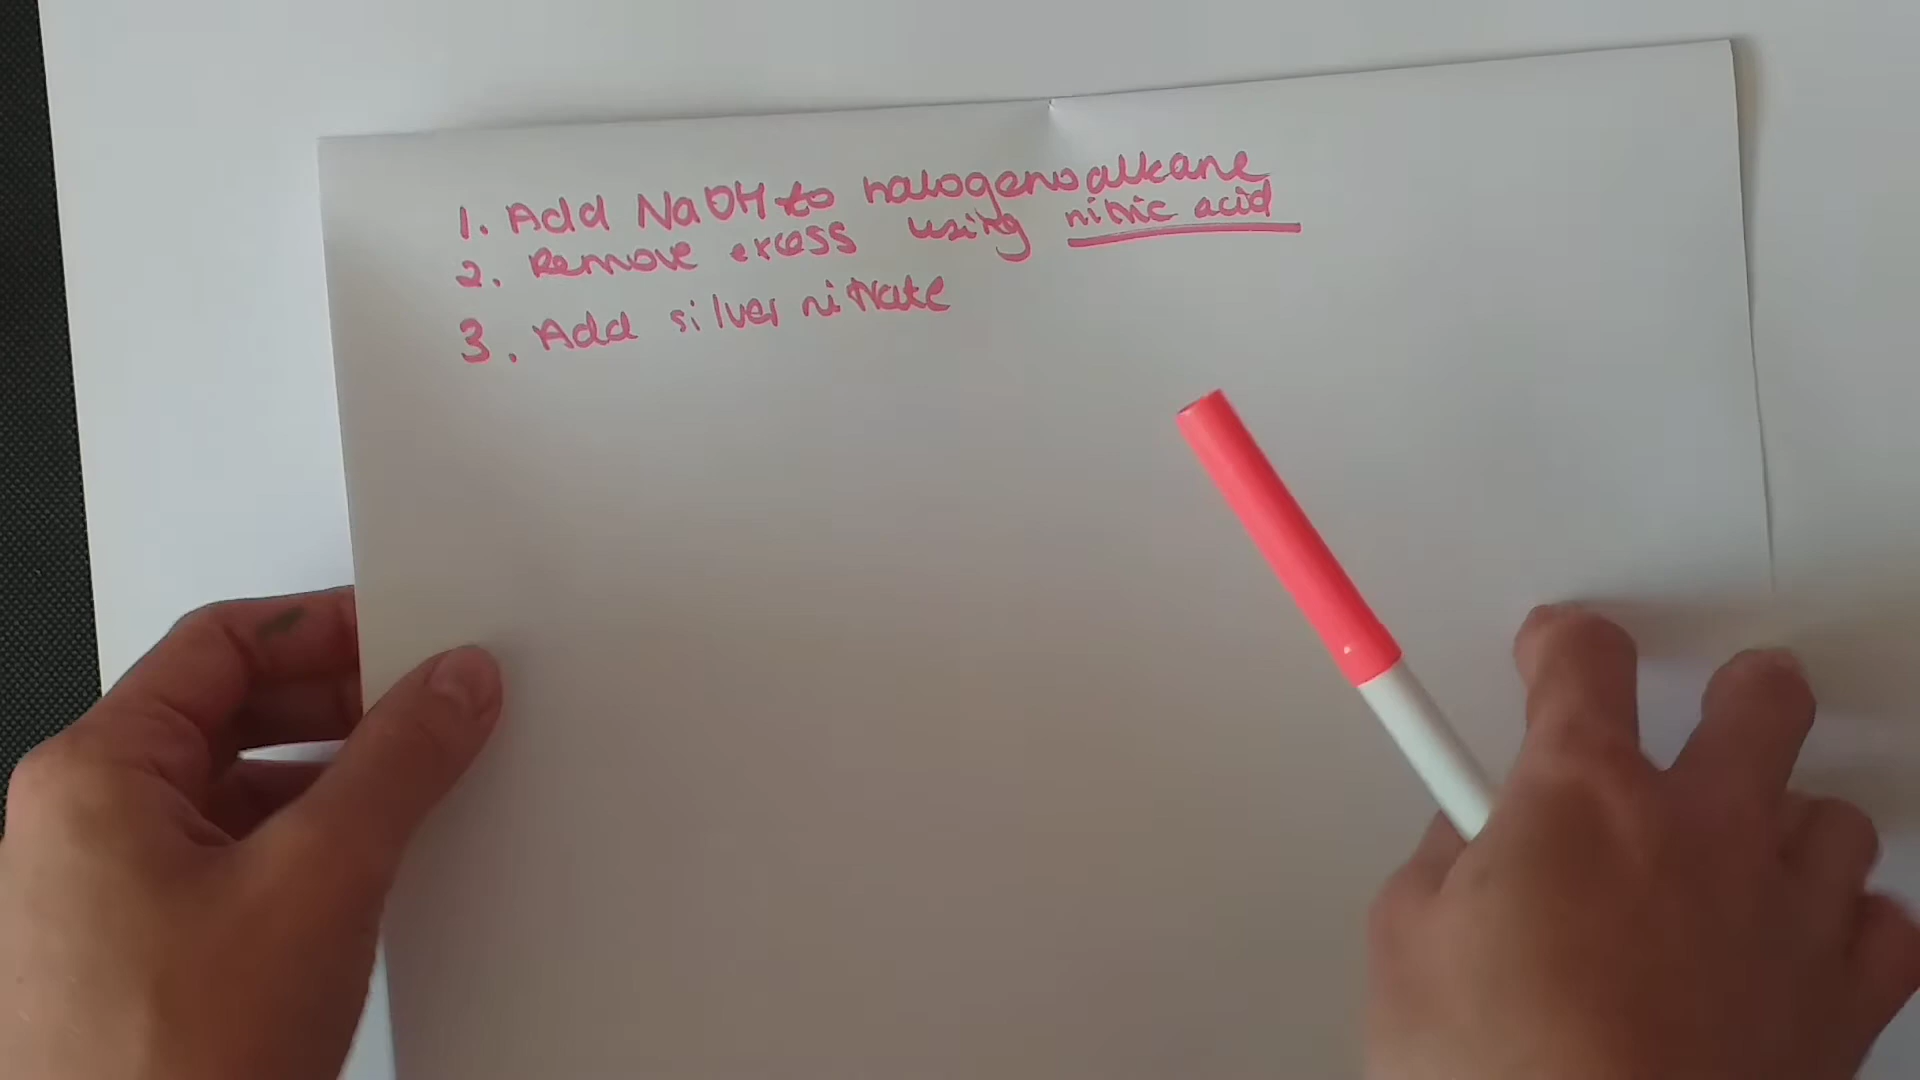 1. Add NaOH to halogenoalkane
2. Remove excess using nitric acid
3. Add silver nitrate